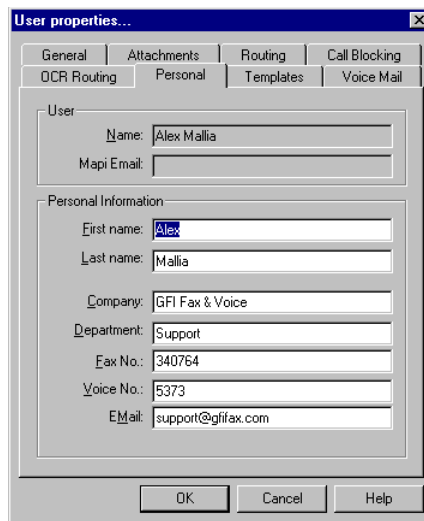 User properties...
General Attachments Routing Call Blocking
OCR Routing Personal Templates Voice Mail
User
Name: Alex Mallia
Mapi Email:
Personal Information
First name: Alex
Last name: Mallia
Company: GFI Fax & Voice
Department: Support
Fax No.: 340764
Voice No.: 5373
EMail: support@gfifax.com
OK Cancel Help